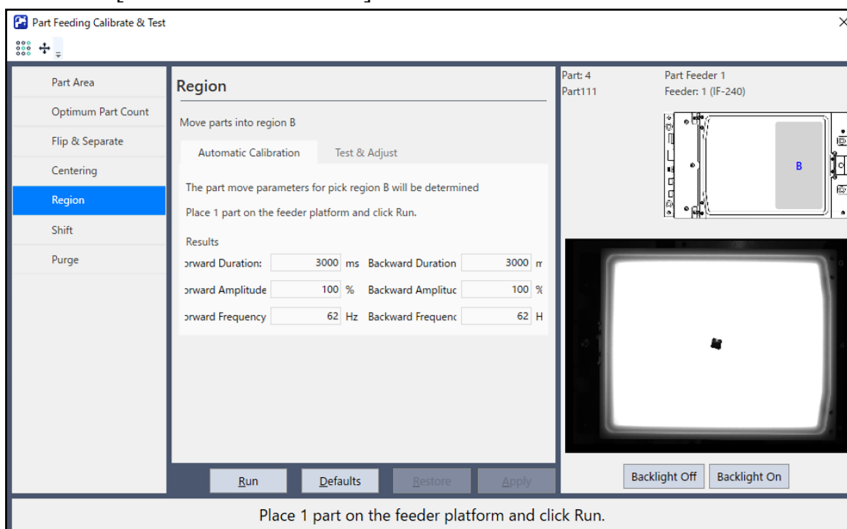 Part Feeding Calibrate & Test
Part Area
Optimum Part Count
Flip & Separate
Centering
Region
Shift
Purge
Region
Move parts into region B
Automatic Calibration Test & Adjust
The part move parameters for pick region B will be determined
Place 1 part on the feeder platform and click Run.
Results
orward Duration: 3000 ms Backward Duration 3000 m
orward Amplitude 100 % Backward Amplituc 100 %
orward Frequency 62 Hz Backward Frequenc 62 H
Run Defaults Restore Apply
Part: 4 Part Feeder 1
Part111 Feeder: 1 (IF-240)
B
Backlight Off Backlight On
Place 1 part on the feeder platform and click Run.